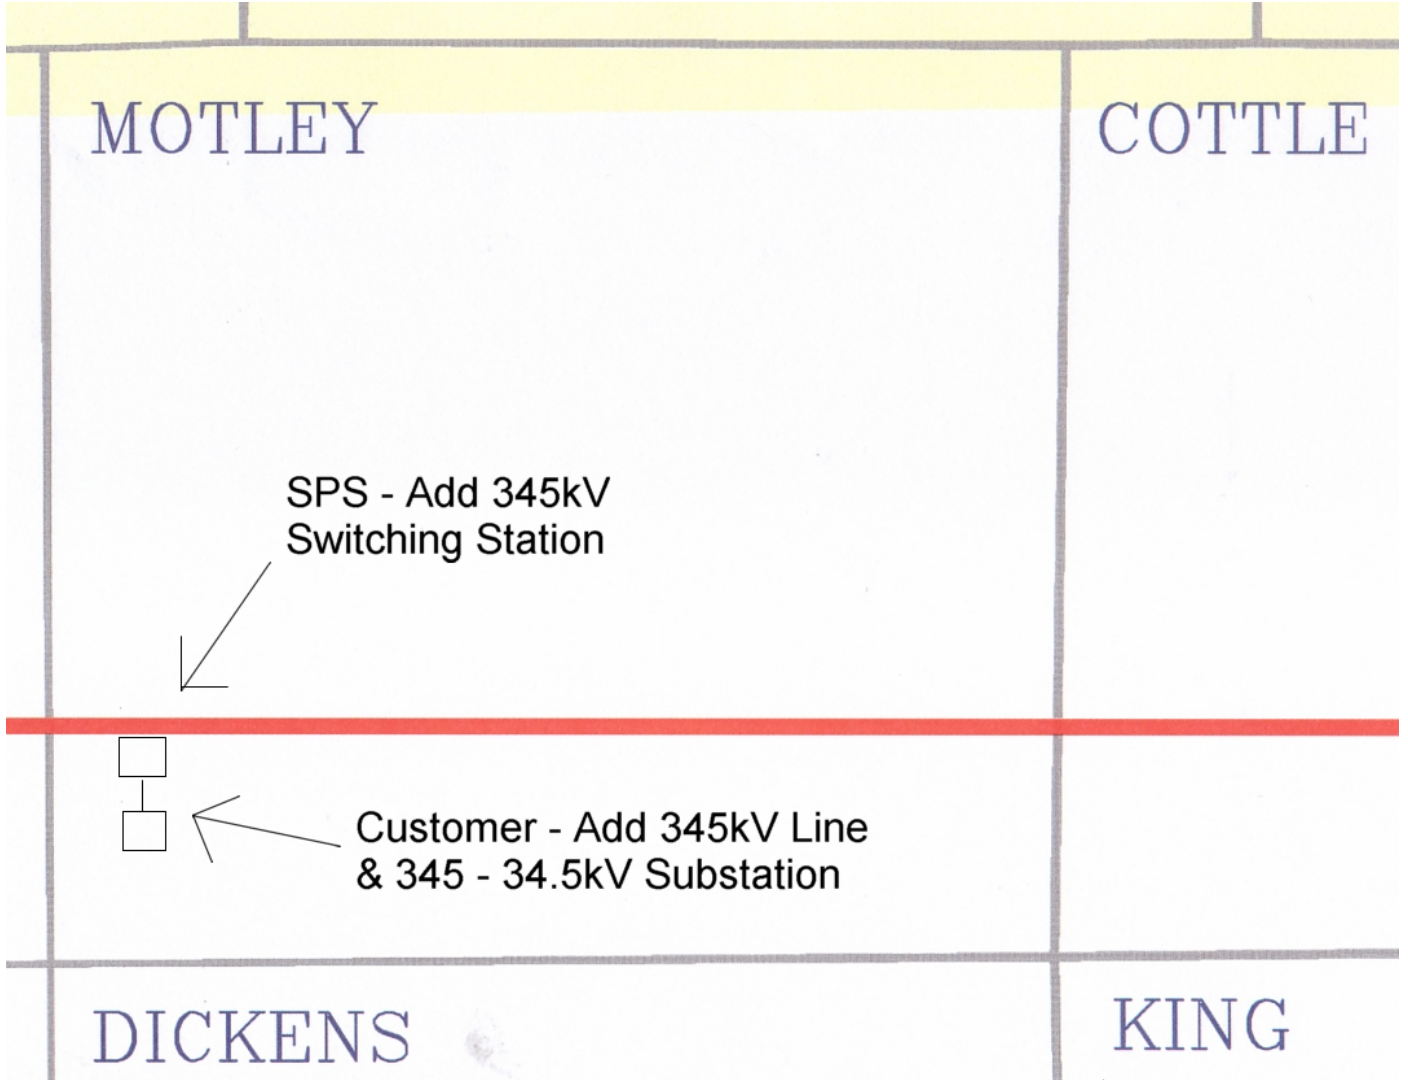 MOTLEY
COTTLE
SPS - Add 345kV
Switching Station
Customer - Add 345kV Line
& 345 - 34.5kV Substation
DICKENS
KING